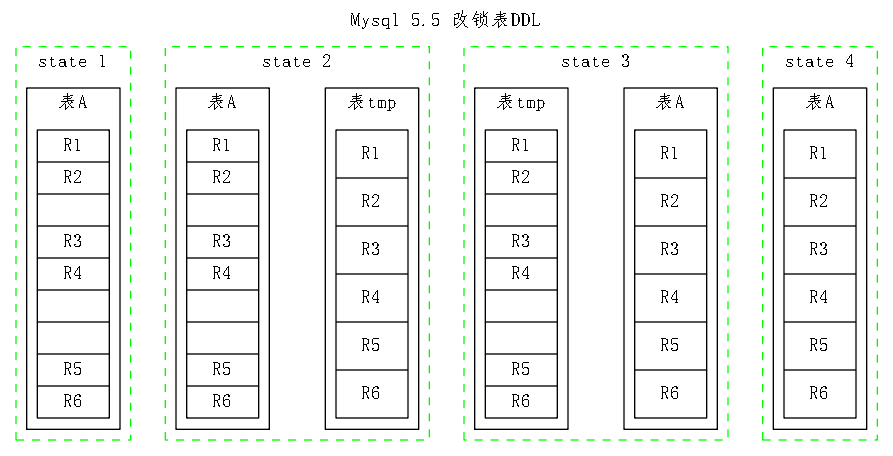 Mysql 5.5 改锁表DDL
state 1
表A
R1
R2
R3
R4
R5
R6
state 2
表A
R1
R2
R3
R4
R5
R6
表tmp
R1
R2
R3
R4
R5
R6
state 3
表tmp
R1
R2
R3
R4
R5
R6
表A
R1
R2
R3
R4
R5
R6
state 4
表A
R1
R2
R3
R4
R5
R6